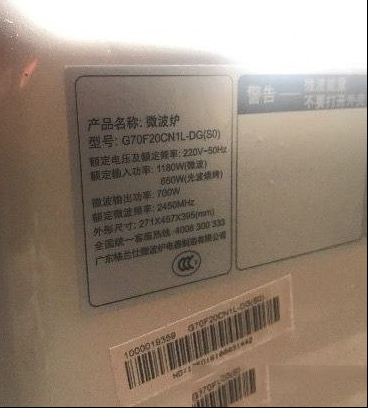 产品名称: 微波炉
型号: G70F20CN1L-DG(S0)
额定电压及额定频率: 220V~50Hz
额定输入功率: 1180W(微波)
850W(光波烧烤)
微波输出功率: 700W
额定微波频率: 2450MHz
外形尺寸: 271X457X395(mm)
全国统一客服热线: 4008 300 333
广东格兰仕微波炉电器制造有限公司
CCC
警告
1000019359 G70F20CN1L-DG(S0)